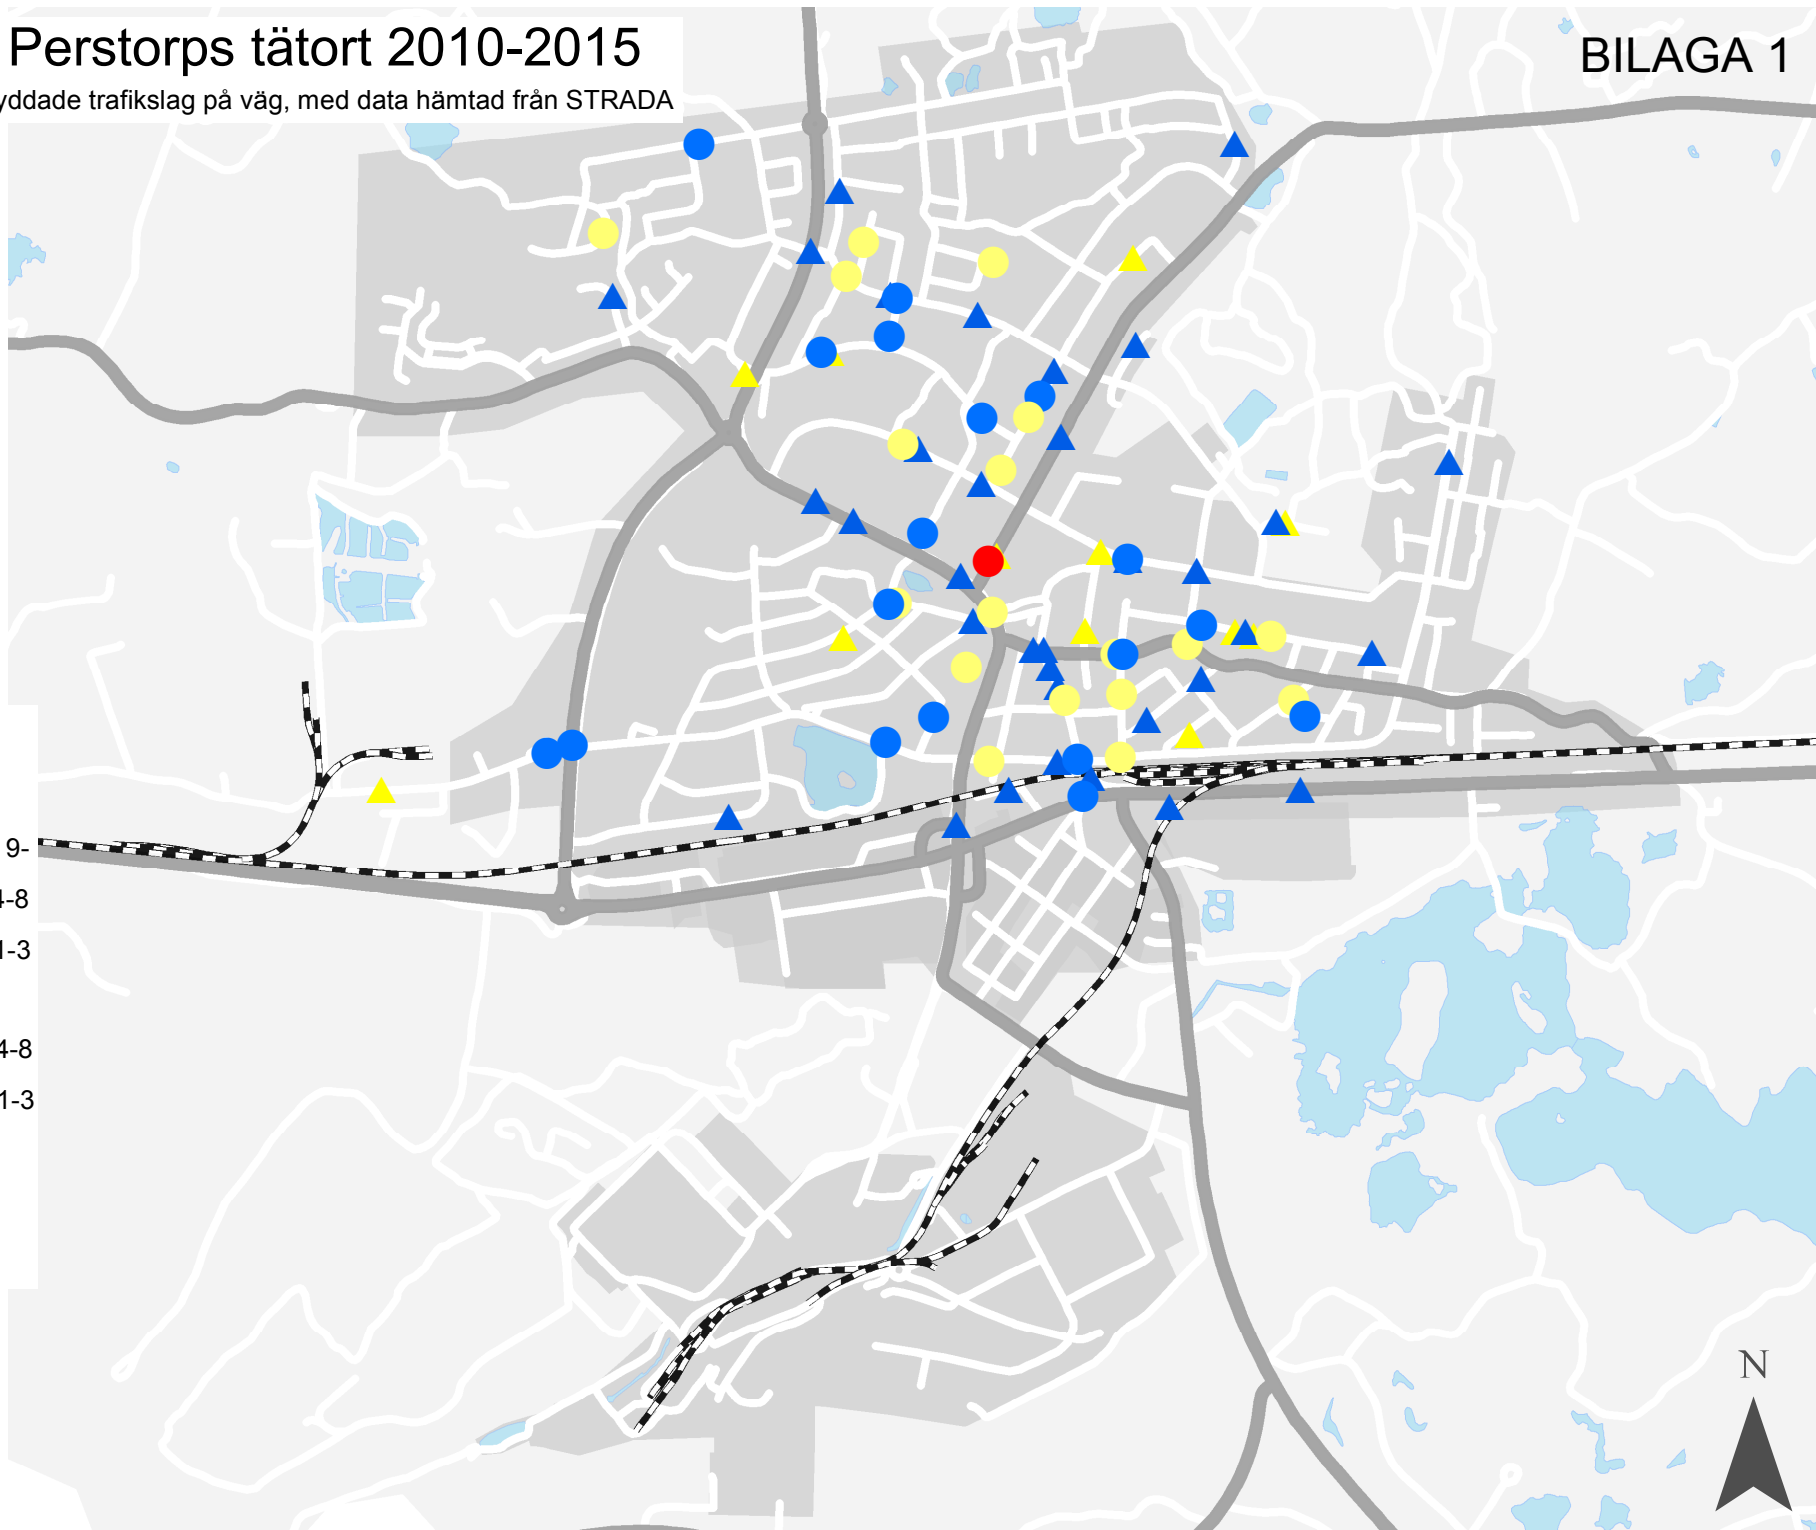 Perstorps tätort 2010-2015
BILAGA 1
yddade trafikslag på väg, med data hämtad från STRADA
9-
4-8
1-3
4-8
1-3
N